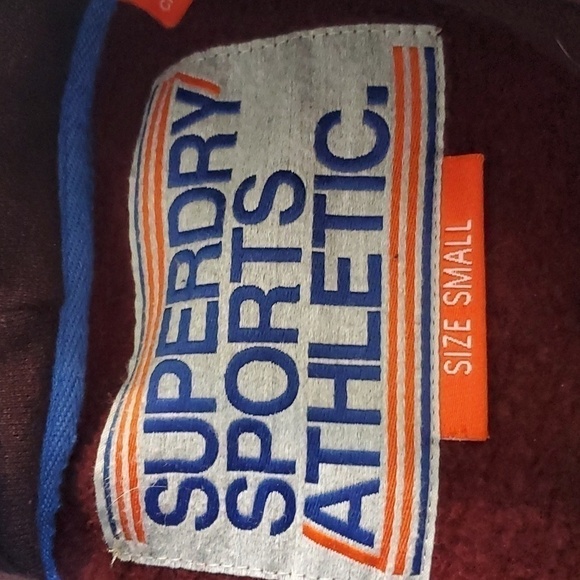 SUPERDRY/
SPORTS
/ATHLETIC.
SIZE SMALL